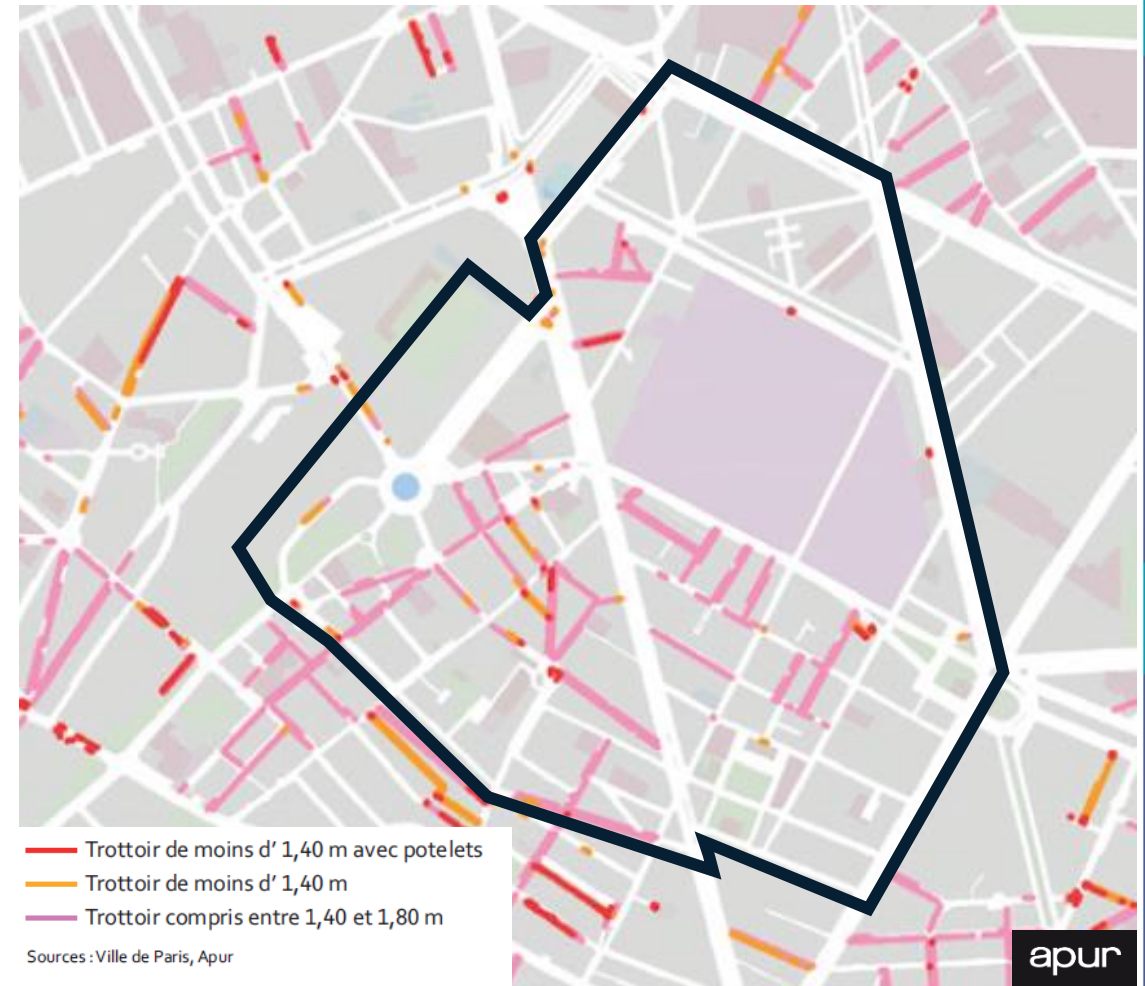 Trottoir de moins d' 1,40 m avec potelets
Trottoir de moins d' 1,40 m
Trottoir compris entre 1,40 et 1,80 m
Sources : Ville de Paris, Apur
apur